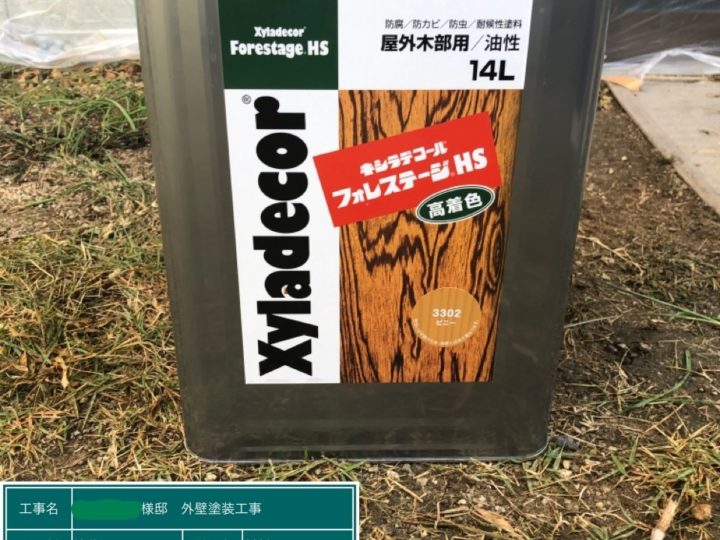 Xyladecor®
Forestage HS
防腐/防カビ/防虫/耐候性塗料
屋外木部用/油性
14L
Xyladecor®
キシラデコール
フォレステージHS
高着色
3302
ピニー
工事名
様邸 外壁塗装工事